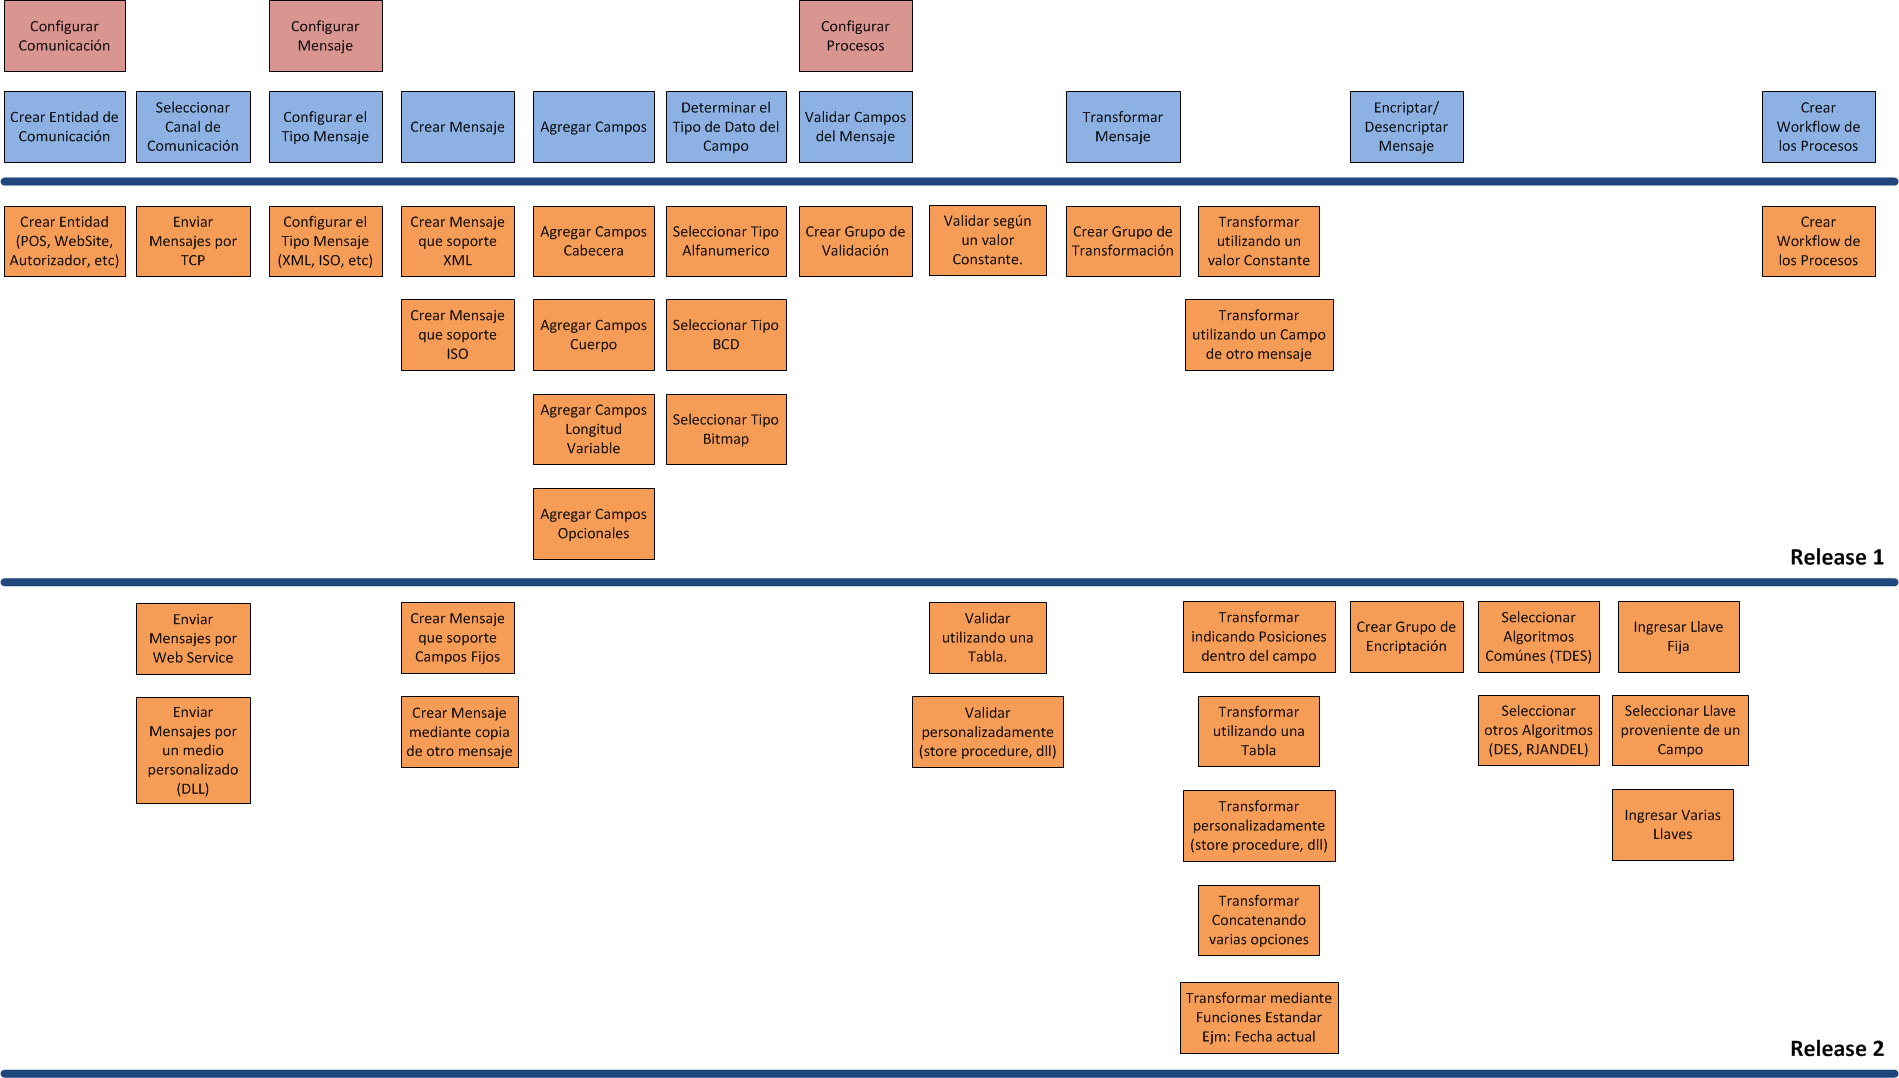 Configurar
Comunicación
Configurar
Mensaje
Configurar
Procesos
Crear Entidad de
Comunicación
Seleccionar
Canal de
Comunicación
Configurar el
Tipo Mensaje
Crear Mensaje
Agregar Campos
Determinar el
Tipo de Dato del
Campo
Validar Campos
del Mensaje
Transformar
Mensaje
Encriptar/
Desencriptar
Mensaje
Crear
Workflow de
los Procesos
Crear Entidad
(POS, WebSite,
Autorizador, etc)
Enviar
Mensajes por
TCP
Configurar el
Tipo Mensaje
(XML, ISO, etc)
Crear Mensaje
que soporte
XML
Agregar Campos
Cabecera
Seleccionar Tipo
Alfanumerico
Crear Grupo de
Validación
Validar según
un valor
Constante.
Crear Grupo de
Transformación
Transformar
utilizando un
valor Constante
Crear
Workflow de
los Procesos
Crear Mensaje
que soporte
ISO
Agregar Campos
Cuerpo
Seleccionar Tipo
BCD
Transformar
utilizando un Campo
de otro mensaje
Agregar Campos
Longitud
Variable
Seleccionar Tipo
Bitmap
Agregar Campos
Opcionales
Release 1
Enviar
Mensajes por
Web Service
Crear Mensaje
que soporte
Campos Fijos
Validar
utilizando una
Tabla.
Transformar
indicando Posiciones
dentro del campo
Crear Grupo de
Encriptación
Seleccionar
Algoritmos
Comúnes (TDES)
Ingresar Llave
Fija
Enviar
Mensajes por
un medio
personalizado
(DLL)
Crear Mensaje
mediante copia
de otro mensaje
Validar
personalizadamente
(store procedure, dll)
Transformar
utilizando una
Tabla
Seleccionar
otros Algoritmos
(DES, RJANDEL)
Seleccionar Llave
proveniente de un
Campo
Transformar
personalizadamente
(store procedure, dll)
Ingresar Varias
Llaves
Transformar
Concatenando
varias opciones
Transformar mediante
Funciones Estandar
Ejm: Fecha actual
Release 2